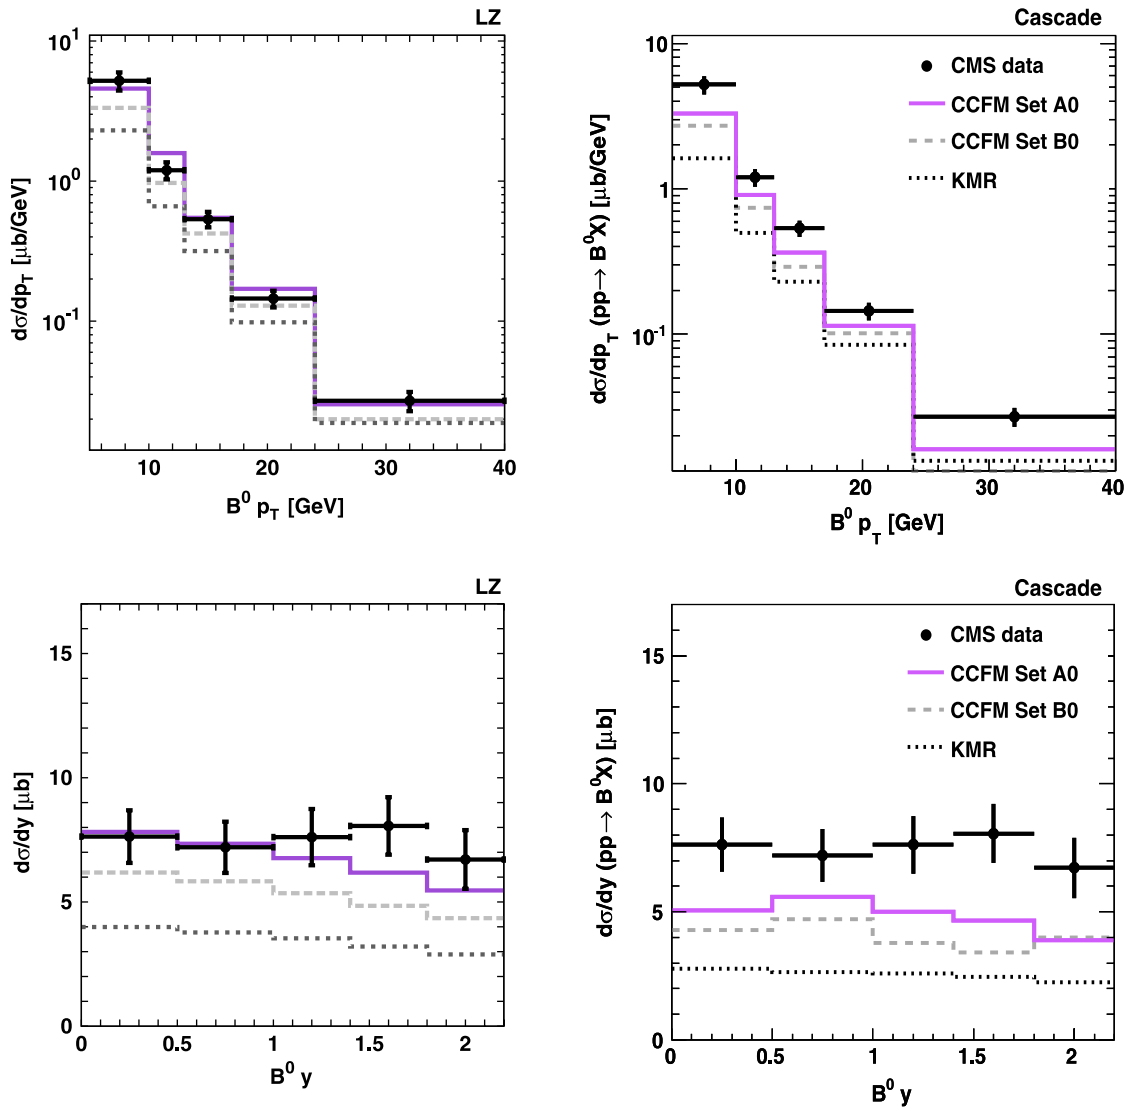 LZ
10^1
10^0
10^-1
dσ/dp_T [μb/GeV]
10 20 30 40
B^0 p_T [GeV]
Cascade
10
1
10^-1
dσ/dp_T (pp→ B^0X) [μb/GeV]
CMS data
CCFM Set A0
CCFM Set B0
KMR
10 20 30 40
B^0 p_T [GeV]
LZ
15
10
5
0
dσ/dy [μb]
0 0.5 1 1.5 2
B^0 y
Cascade
15
10
5
0
dσ/dy (pp→ B^0X) [μb]
CMS data
CCFM Set A0
CCFM Set B0
KMR
0 0.5 1 1.5 2
B^0 y